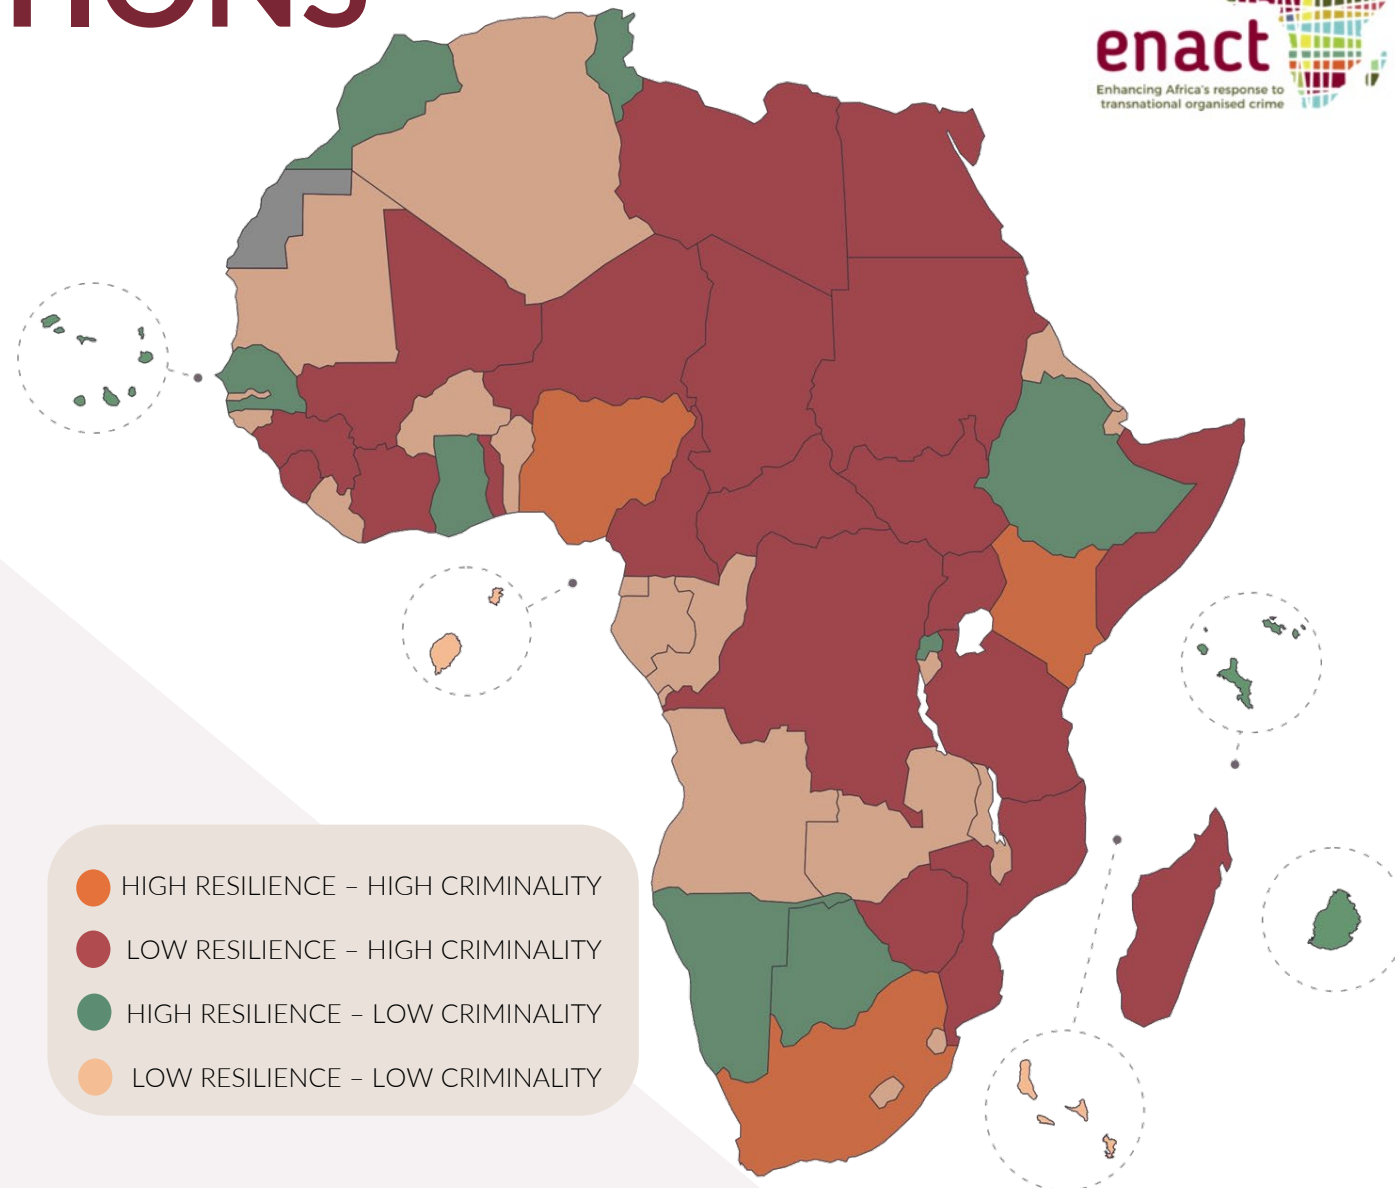 TIONS
enact
Enhancing Africa's response to
transnational organised crime
HIGH RESILIENCE – HIGH CRIMINALITY
LOW RESILIENCE – HIGH CRIMINALITY
HIGH RESILIENCE – LOW CRIMINALITY
LOW RESILIENCE – LOW CRIMINALITY